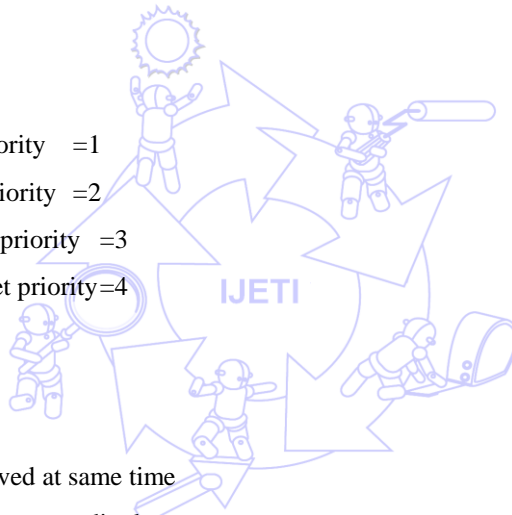 ority =1
iority =2
priority =3
et priority=4
IJETI
ved at same time